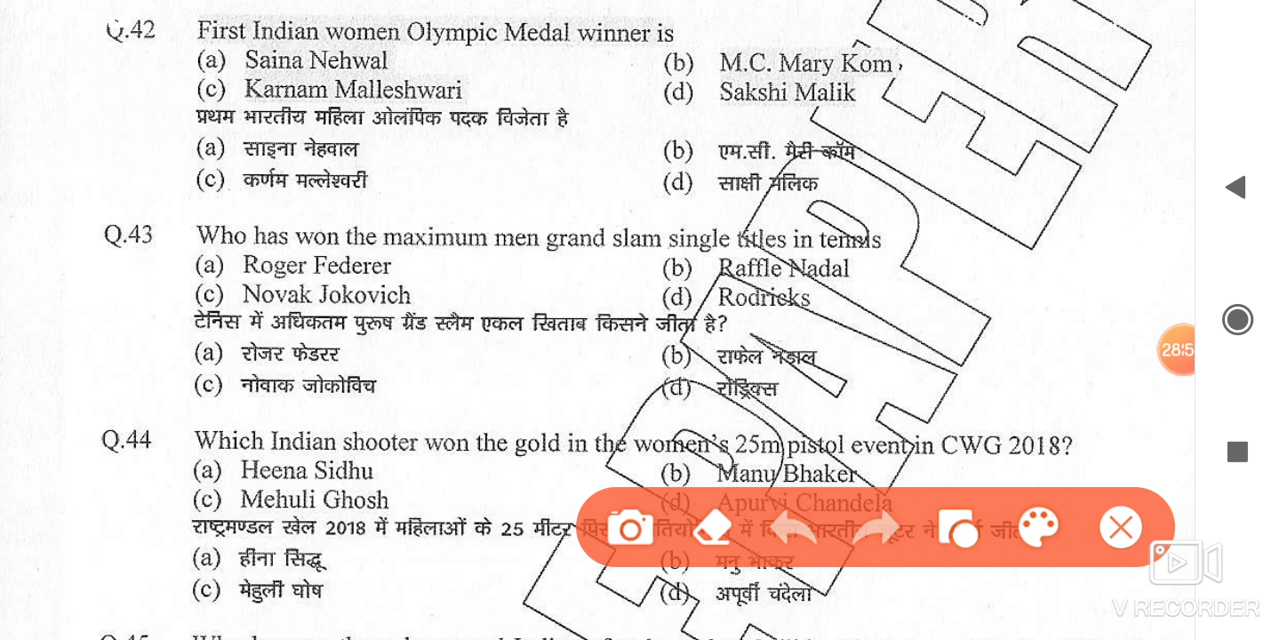 Q.42 First Indian women Olympic Medal winner is
(a) Saina Nehwal (b) M.C. Mary Kom
(c) Karnam Malleshwari (d) Sakshi Malik
प्रथम भारतीय महिला ओलंपिक पदक विजेता है
(a) साइना नेहवाल (b) एम.सी. मैरी कॉम
(c) कर्णम मल्लेश्वरी (d) साक्षी मलिक
Q.43 Who has won the maximum men grand slam single titles in tennis
(a) Roger Federer (b) Raffle Nadal
(c) Novak Jokovich (d) Rodricks
टेनिस में अधिकतम पुरूष ग्रैंड स्लैम एकल खिताब किसने जीता है?
(a) रोजर फेडरर (b) राफेल नडाल
(c) नोवाक जोकोविच (d) रोड्रिक्स
Q.44 Which Indian shooter won the gold in the women's 25m pistol event in CWG 2018?
(a) Heena Sidhu (b) Manu Bhaker
(c) Mehuli Ghosh (d) Apurvi Chandela
राष्ट्रमण्डल खेल 2018 में महिलाओं के 25 मीटर में ने
(a) हीना सिद्धू (b) मनु भाकर
(c) मेहुली घोष (d) अपूर्वी चंदेला
28:5
V RECORDER